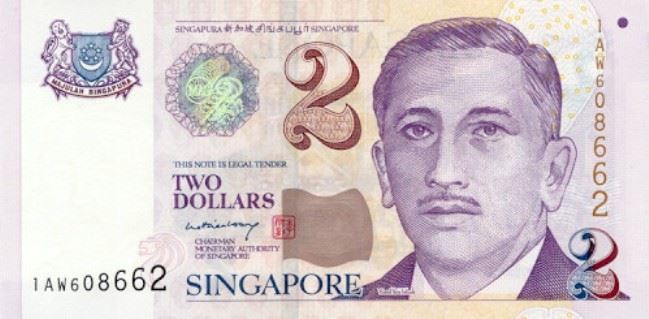 SINGAPURA 新加坡 சிங்கப்பூர் SINGAPORE
MAJULAH SINGAPURA
2
THIS NOTE IS LEGAL TENDER
TWO
DOLLARS
CHAIRMAN
MONETARY AUTHORITY
OF SINGAPORE
1AW608662
SINGAPORE
1AW608662
2